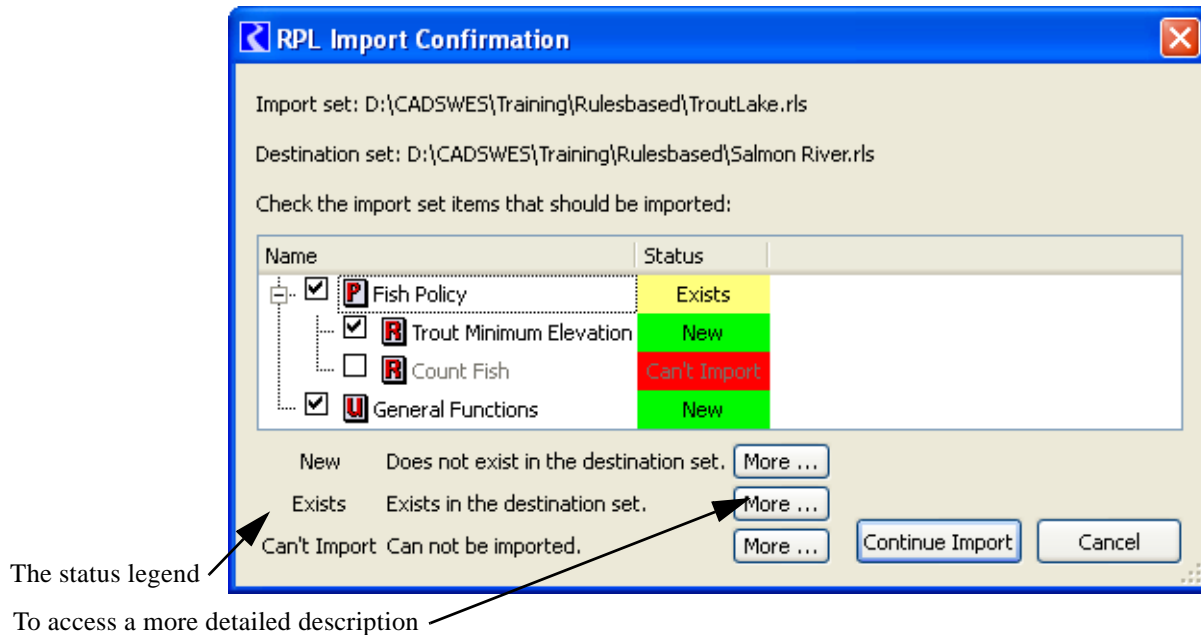 RPL Import Confirmation
Import set: D:\CADSWES\Training\Rulesbased\TroutLake.rls
Destination set: D:\CADSWES\Training\Rulesbased\Salmon River.rls
Check the import set items that should be imported:
Name Status
P Fish Policy Exists
R Trout Minimum Elevation New
R Count Fish Can't Import
U General Functions New
New Does not exist in the destination set. More ...
Exists Exists in the destination set. More ...
Can't Import Can not be imported. More ... Continue Import Cancel
The status legend
To access a more detailed description